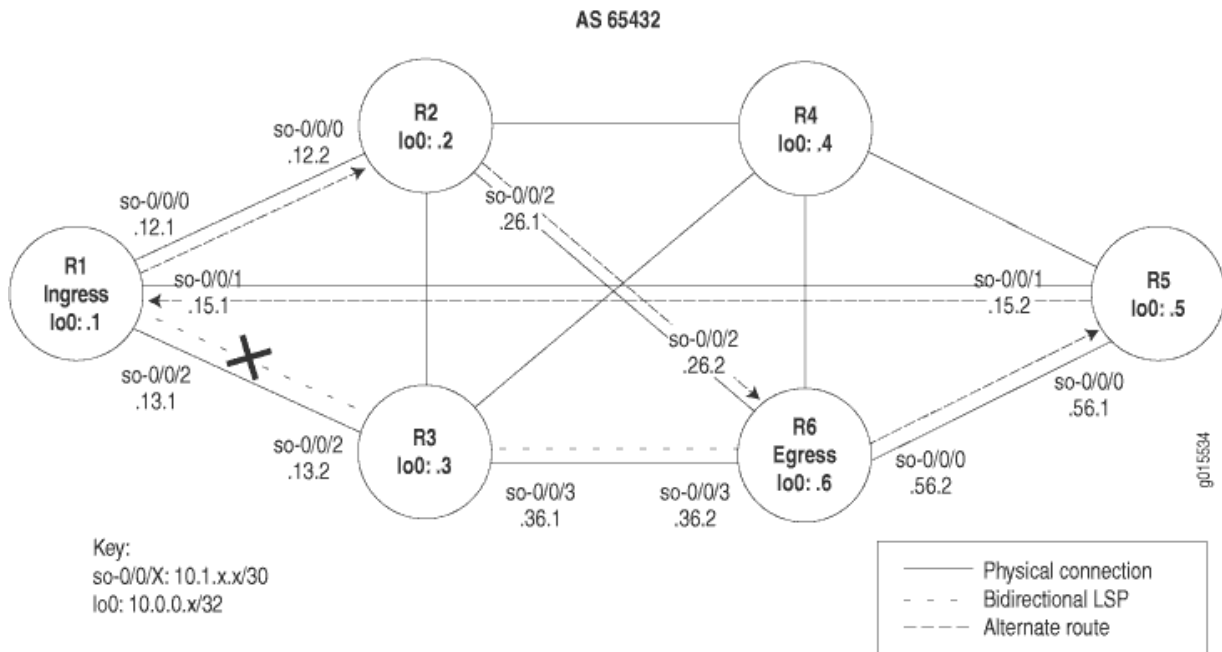 AS 65432
R2
lo0: .2
R4
lo0: .4
so-0/0/0
.12.2
so-0/0/0
.12.1
so-0/0/2
.26.1
R1
Ingress
lo0: .1
so-0/0/1
.15.1
so-0/0/1
.15.2
R5
lo0: .5
so-0/0/2
.26.2
so-0/0/2
.13.1
so-0/0/0
.56.1
so-0/0/2
.13.2
R3
lo0: .3
R6
Egress
lo0: .6
so-0/0/0
.56.2
so-0/0/3
.36.1
so-0/0/3
.36.2
g015534
Key:
so-0/0/X: 10.1.x.x/30
lo0: 10.0.0.x/32
Physical connection
Bidirectional LSP
Alternate route